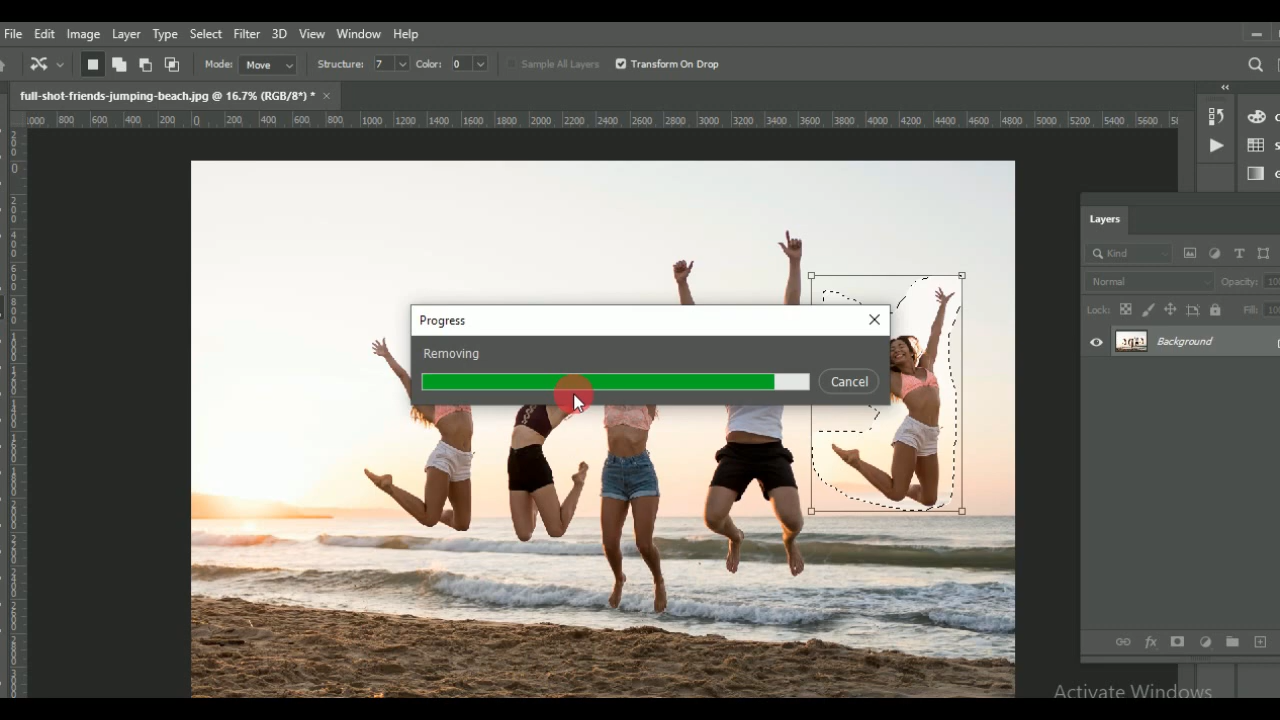 File Edit Image Layer Type Select Filter 3D View Window Help
Mode: Move Structure: 7 Color: 0 Sample All Layers Transform On Drop
full-shot-friends-jumping-beach.jpg @ 16.7% (RGB/8*) * ×
000 800 600 400 200 0 200 400 600 800 1000 1200 1400 1600 1800 2000 2200 2400 2600 2800 3000 3200 3400 3600 3800 4000 4200 4400 4600 4800 5000 5200 5400 5600
Layers
Kind
Normal Opacity:
Lock: Fill:
Background
Progress
Removing
Cancel
Activate Windows